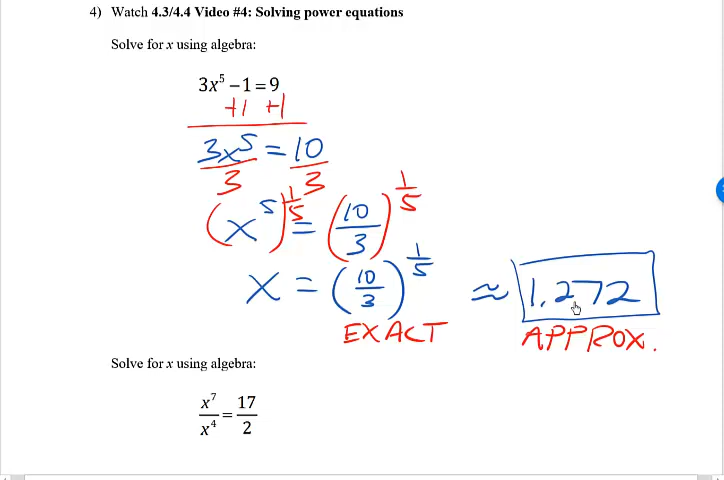 4) Watch 4.3/4.4 Video #4: Solving power equations
Solve for x using algebra:
3x⁵ − 1 = 9
+1 +1
3x⁵ = 10
3 3
(x⁵)^(1/5) = (10/3)^(1/5)
x = (10/3)^(1/5) ≈ 1.272
EXACT APPROX.
Solve for x using algebra:
x⁷/x⁴ = 17/2